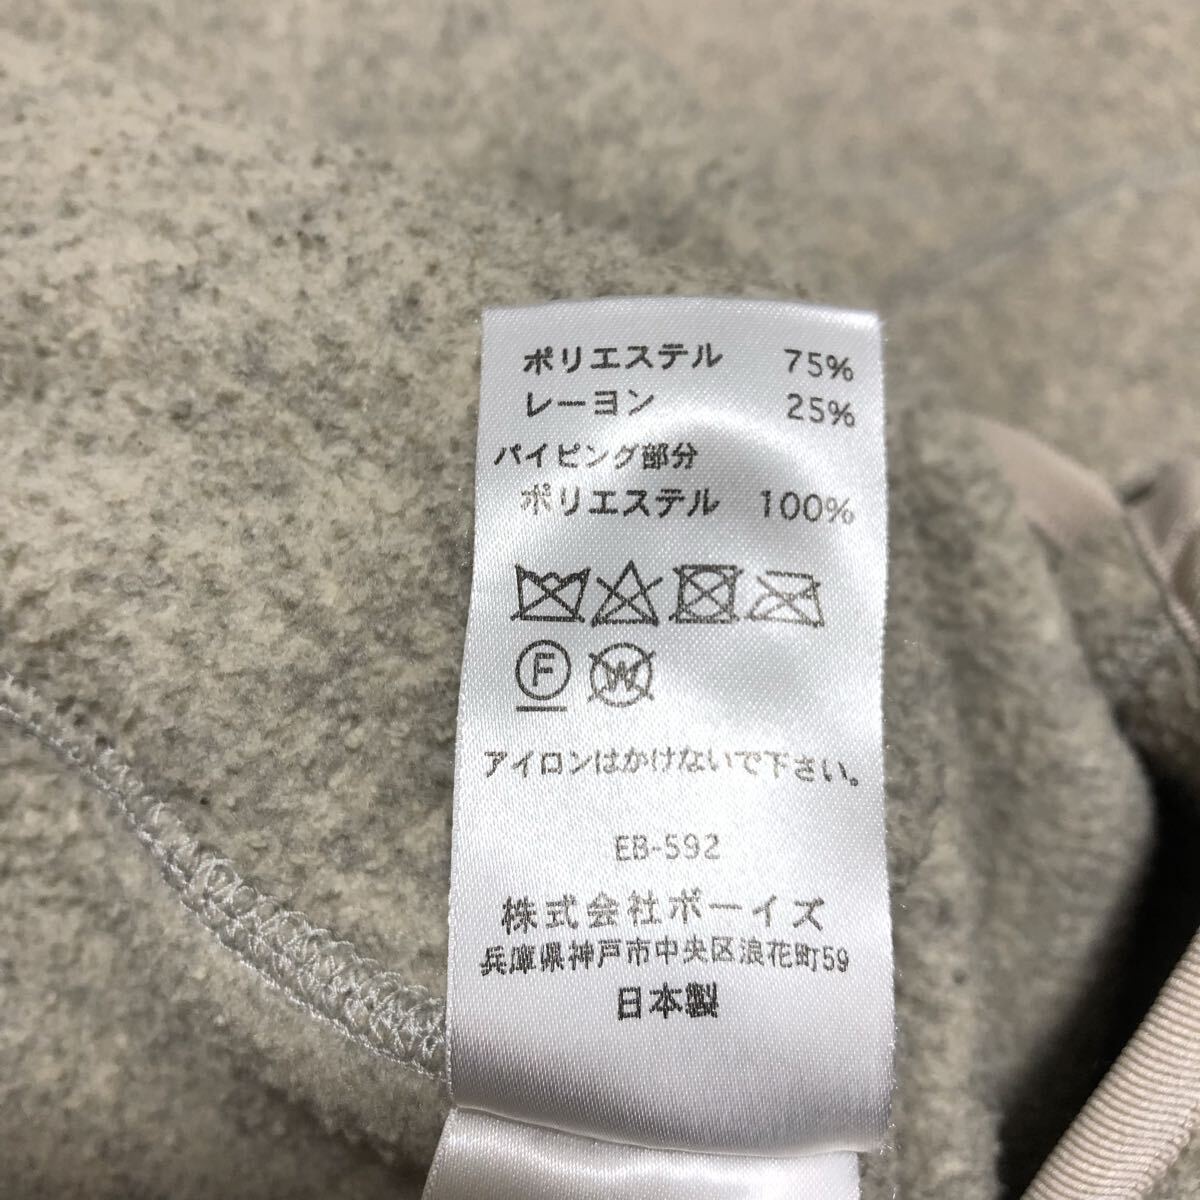 ポリエステル 75%
レーヨン 25%
パイピング部分
ポリエステル 100%
F W
アイロンはかけないで下さい。
EB-592
株式会社ボーイズ
兵庫県神戸市中央区浪花町59
日本製